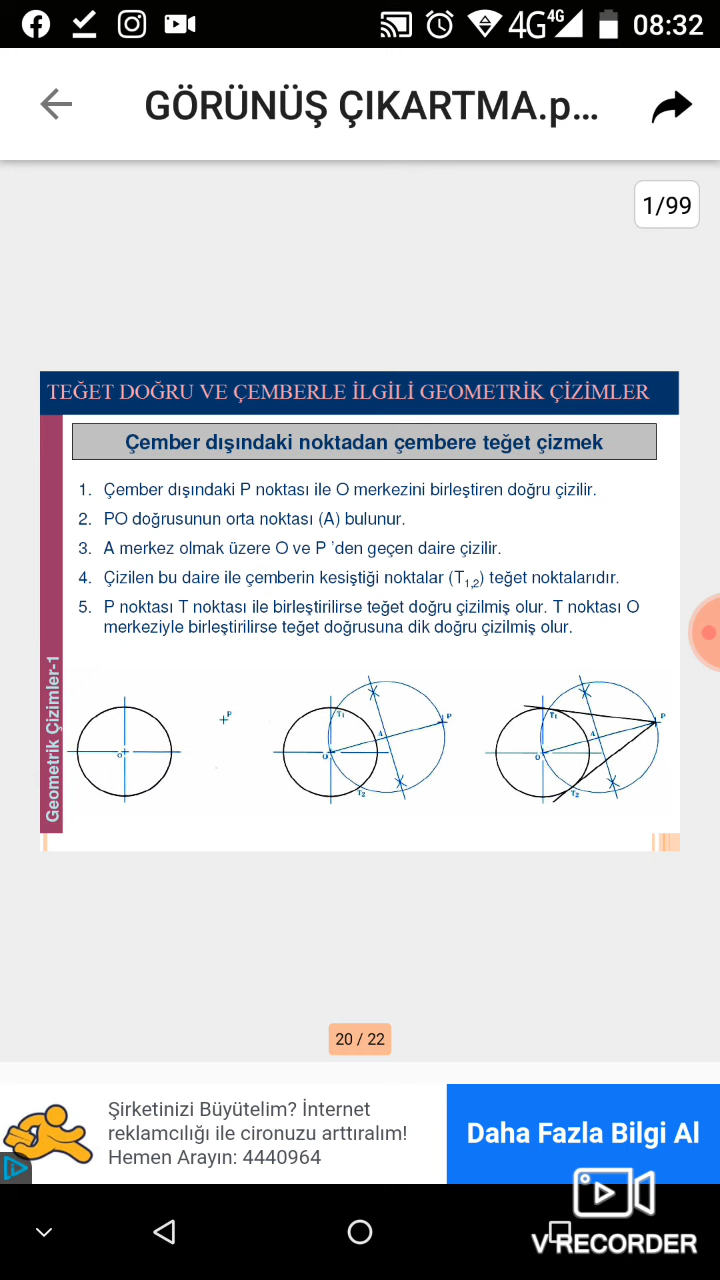 4G 4G 08:32
GÖRÜNÜŞ ÇIKARTMA.p...
1/99
TEĞET DOĞRU VE ÇEMBERLE İLGİLİ GEOMETRİK ÇİZİMLER
Çember dışındaki noktadan çembere teğet çizmek
1. Çember dışındaki P noktası ile O merkezini birleştiren doğru çizilir.
2. PO doğrusunun orta noktası (A) bulunur.
3. A merkez olmak üzere O ve P 'den geçen daire çizilir.
4. Çizilen bu daire ile çemberin kesiştiği noktalar (T1,2) teğet noktalarıdır.
5. P noktası T noktası ile birleştirilirse teğet doğru çizilmiş olur. T noktası O
merkeziyle birleştirilirse teğet doğrusuna dik doğru çizilmiş olur.
Geometrik Çizimler-1
O P
T1 P A O T2
T1 P A O T2
20 / 22
Şirketinizi Büyütelim? İnternet
reklamcılığı ile cironuzu arttıralım!
Hemen Arayın: 4440964
Daha Fazla Bilgi Al
V RECORDER